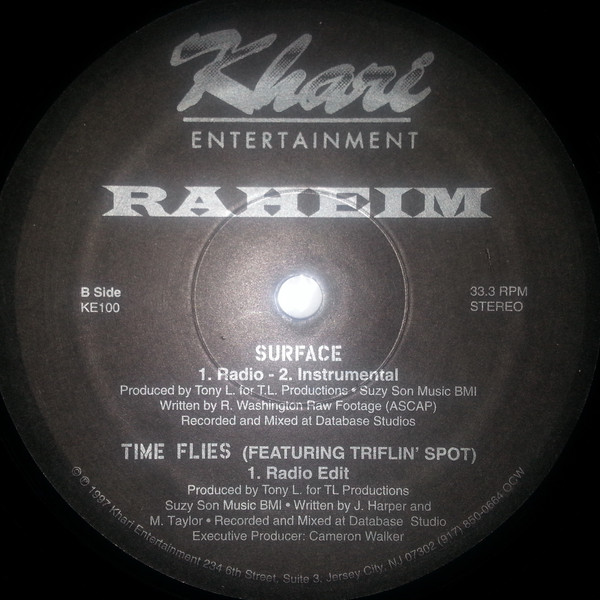 Khari
ENTERTAINMENT
RAHEIM
B Side
KE100
33.3 RPM
STEREO
SURFACE
1. Radio - 2. Instrumental
Produced by Tony L. for T.L. Productions • Suzy Son Music BMI
Written by R. Washington Raw Footage (ASCAP)
Recorded and Mixed at Database Studios
TIME FLIES (FEATURING TRIFLIN' SPOT)
1. Radio Edit
Produced by Tony L. for TL Productions
Suzy Son Music BMI • Written by J. Harper and
M. Taylor • Recorded and Mixed at Database Studio
Executive Producer: Cameron Walker
℗ © 1997 Khari Entertainment 234 6th Street, Suite 3, Jersey City, NJ 07302 (917) 850-0664 QCW